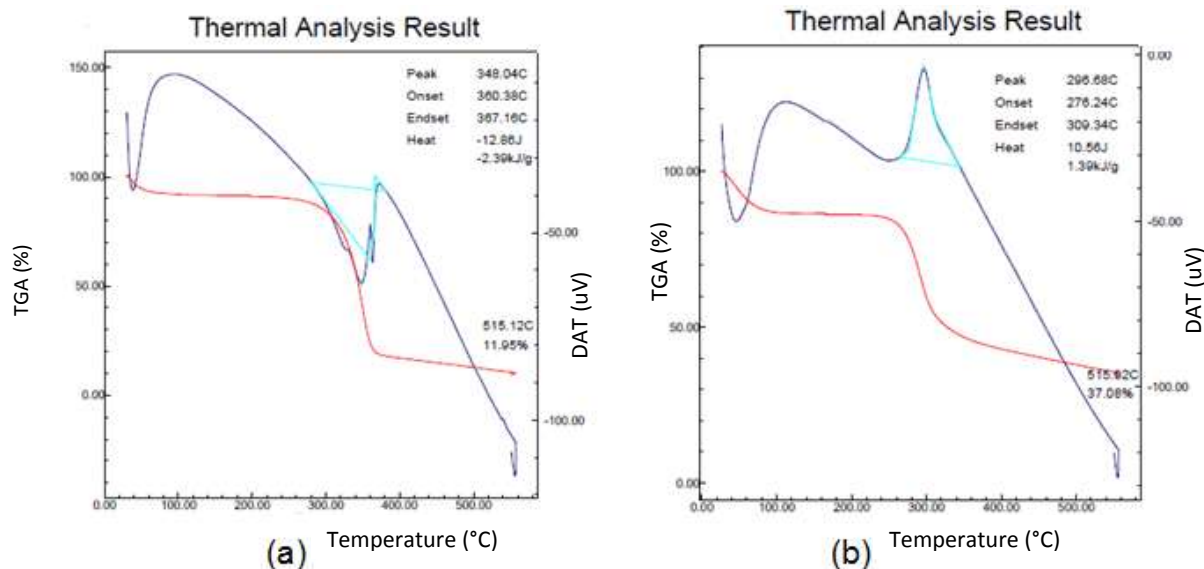 Thermal Analysis Result
150.00
100.00
50.00
0.00
TGA (%)
Peak 348.04C
Onset 360.38C
Endset 367.16C
Heat -12.86J
-2.39kJ/g
515.12C
11.95%
-50.00
-100.00
DAT (uV)
0.00 100.00 200.00 300.00 400.00 500.00
(a) Temperature (°C)
Thermal Analysis Result
100.00
50.00
0.00
TGA (%)
Peak 296.68C
Onset 276.24C
Endset 309.34C
Heat 10.56J
1.39kJ/g
515.92C
37.08%
0.00
-50.00
-100.00
DAT (uV)
0.00 100.00 200.00 300.00 400.00 500.00
(b) Temperature (°C)